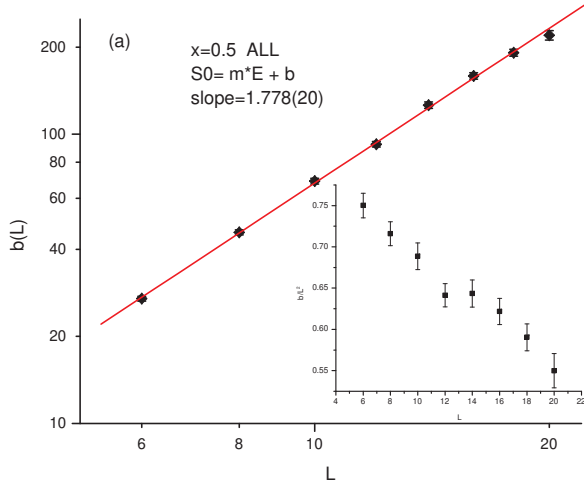 (a)
x=0.5 ALL
S0= m*E + b
slope=1.778(20)
200
100
80
60
40
20
10
b(L)
6
8
10
20
L
0.75
0.70
0.65
0.60
0.55
b/L²
4 6 8 10 12 14 16 18 20 22
L